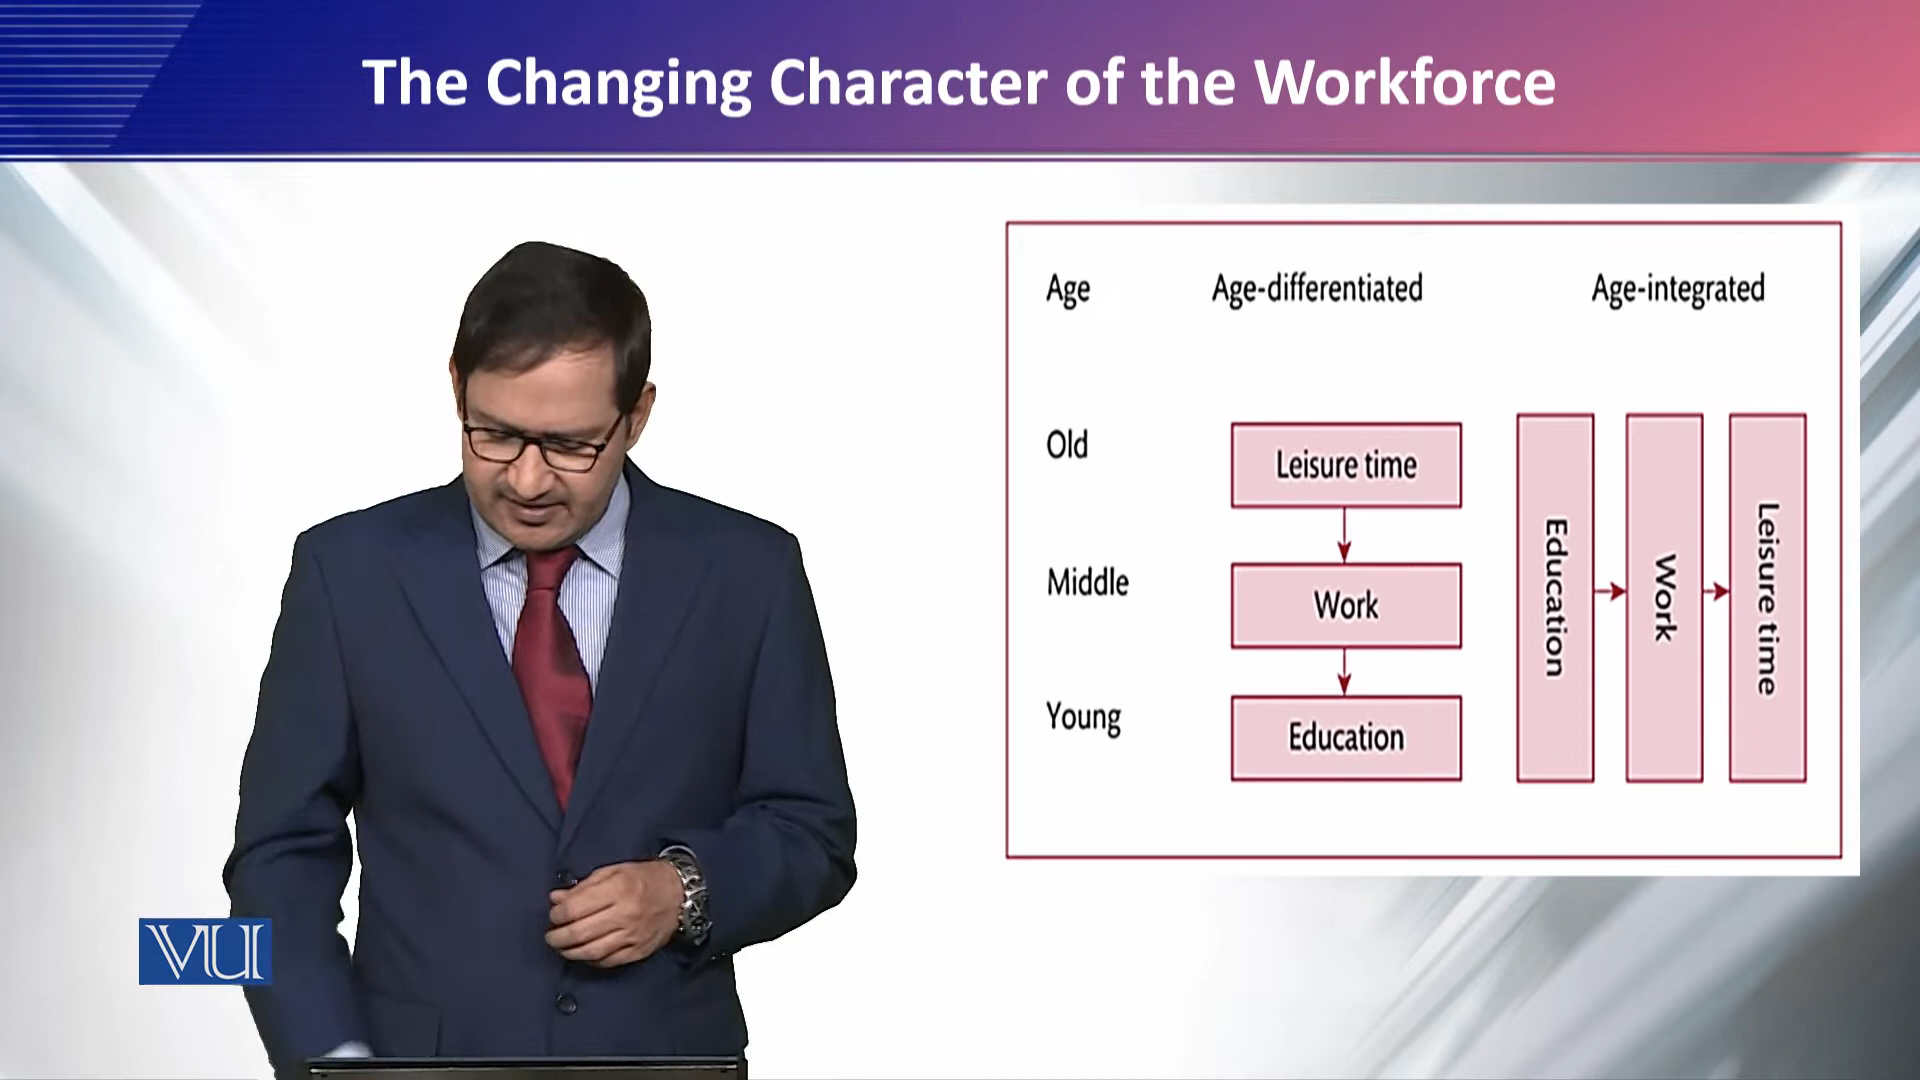 The Changing Character of the Workforce
Age Age-differentiated Age-integrated
Old
Leisure time
Middle
Work
Young
Education
Education
Work
Leisure time
VU